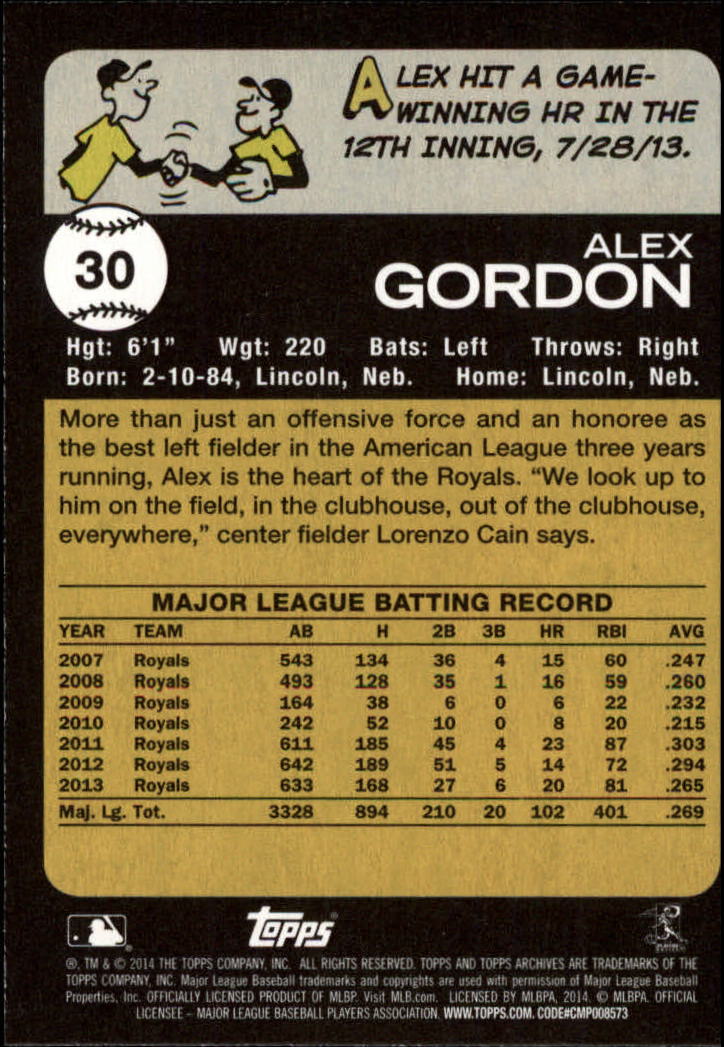 ALEX HIT A GAME-
WINNING HR IN THE
12TH INNING, 7/28/13.
30
ALEX
GORDON
Hgt: 6'1" Wgt: 220 Bats: Left Throws: Right
Born: 2-10-84, Lincoln, Neb. Home: Lincoln, Neb.
More than just an offensive force and an honoree as
the best left fielder in the American League three years
running, Alex is the heart of the Royals. “We look up to
him on the field, in the clubhouse, out of the clubhouse,
everywhere,” center fielder Lorenzo Cain says.
MAJOR LEAGUE BATTING RECORD
YEAR TEAM AB H 2B 3B HR RBI AVG
2007 Royals 543 134 36 4 15 60 .247
2008 Royals 493 128 35 1 16 59 .260
2009 Royals 164 38 6 0 6 22 .232
2010 Royals 242 52 10 0 8 20 .215
2011 Royals 611 185 45 4 23 87 .303
2012 Royals 642 189 51 5 14 72 .294
2013 Royals 633 168 27 6 20 81 .265
Maj. Lg. Tot. 3328 894 210 20 102 401 .269
Topps
®, TM & © 2014 THE TOPPS COMPANY, INC. ALL RIGHTS RESERVED. TOPPS AND TOPPS ARCHIVES ARE TRADEMARKS OF THE
TOPPS COMPANY, INC. Major League Baseball trademarks and copyrights are used with permission of Major League Baseball
Properties, Inc. OFFICIALLY LICENSED PRODUCT OF MLBP. Visit MLB.com. LICENSED BY MLBPA, 2014. © MLBPA. OFFICIAL
LICENSEE – MAJOR LEAGUE BASEBALL PLAYERS ASSOCIATION. WWW.TOPPS.COM. CODE#CMP008573